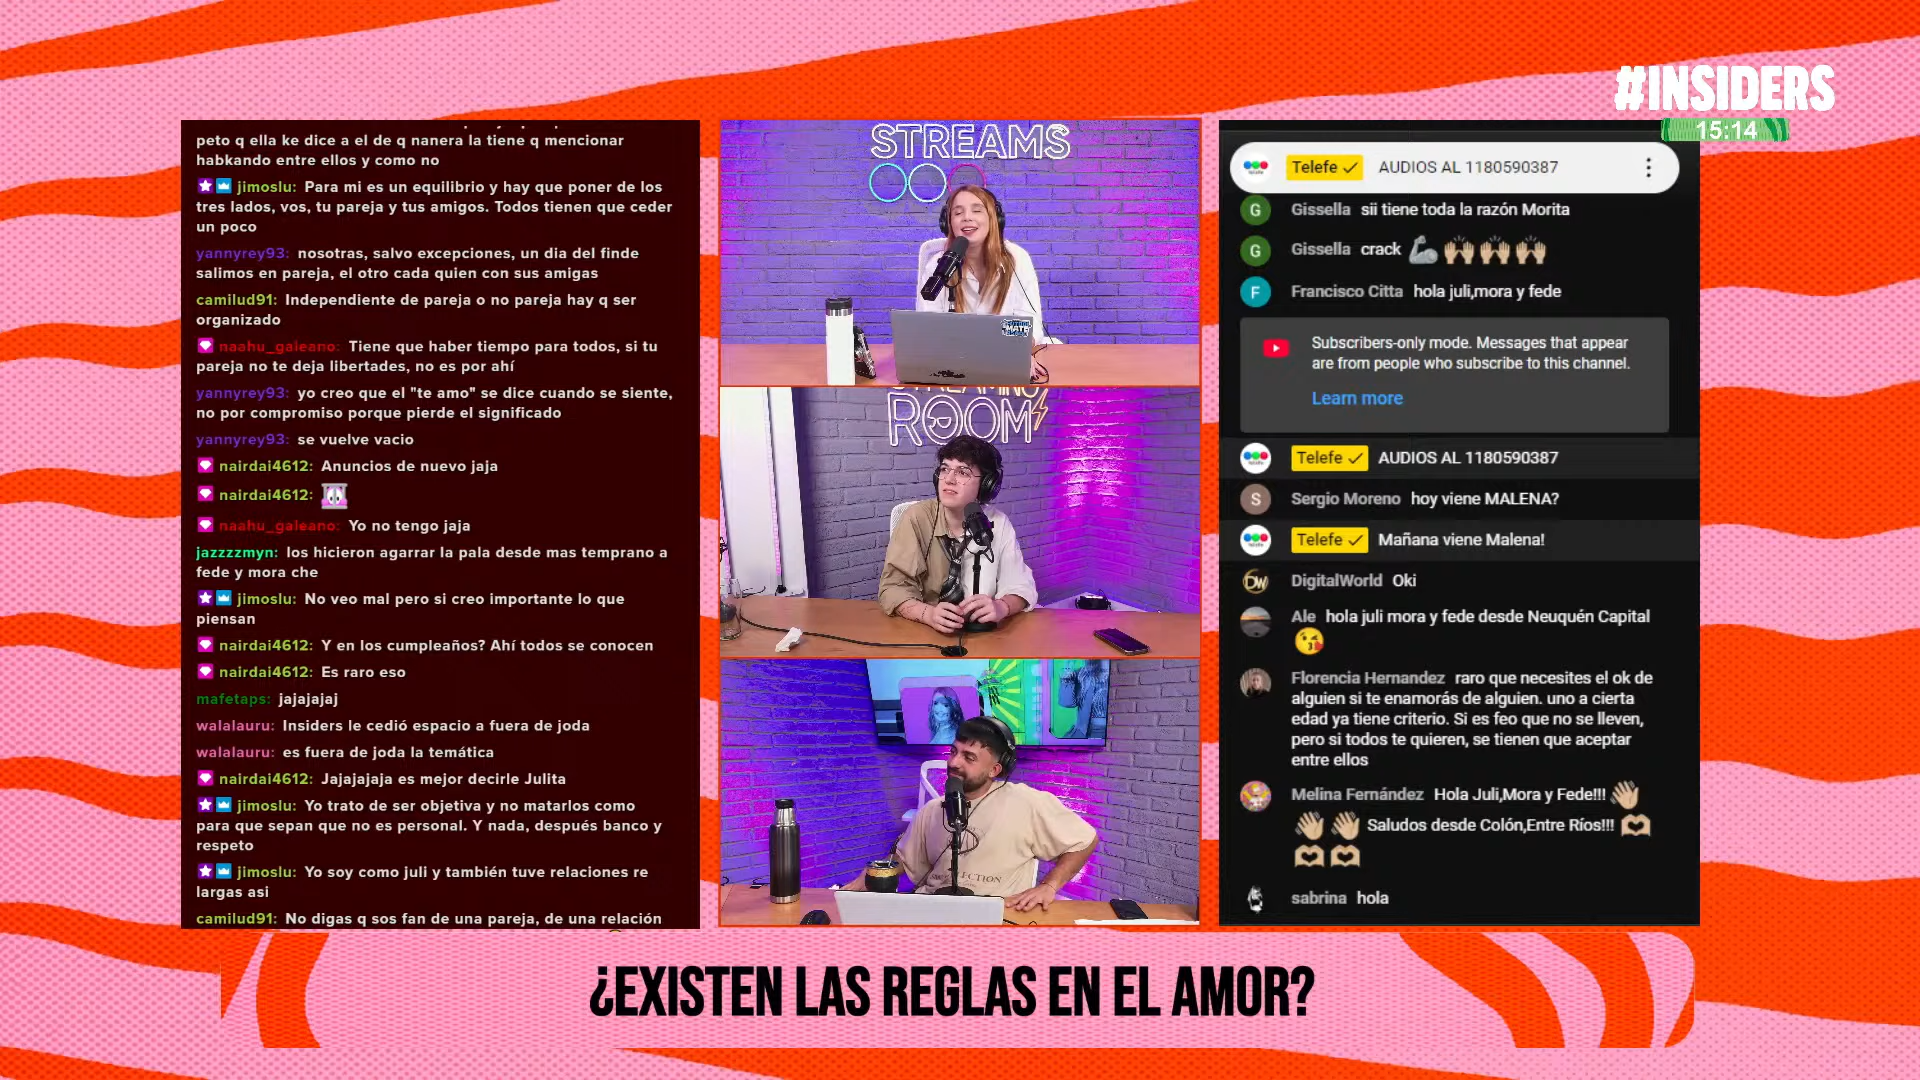 #INSIDERS
15:14
peto q ella ke dice a el de q nanera la tiene q mencionar
habkando entre ellos y como no
jimoslu: Para mi es un equilibrio y hay que poner de los
tres lados, vos, tu pareja y tus amigos. Todos tienen que ceder
un poco
yannyrey93: nosotras, salvo excepciones, un dia del finde
salimos en pareja, el otro cada quien con sus amigas
camilud91: Independiente de pareja o no pareja hay q ser
organizado
naahu_galeano: Tiene que haber tiempo para todos, si tu
pareja no te deja libertades, no es por ahí
yannyrey93: yo creo que el "te amo" se dice cuando se siente,
no por compromiso porque pierde el significado
yannyrey93: se vuelve vacio
nairdai4612: Anuncios de nuevo jaja
nairdai4612:
naahu_galeano: Yo no tengo jaja
jazzzzmyn: los hicieron agarrar la pala desde mas temprano a
fede y mora che
jimoslu: No veo mal pero si creo importante lo que
piensan
nairdai4612: Y en los cumpleaños? Ahí todos se conocen
nairdai4612: Es raro eso
mafetaps: jajajajaj
walalauru: Insiders le cedió espacio a fuera de joda
walalauru: es fuera de joda la temática
nairdai4612: Jajajajaja es mejor decirle Julita
jimoslu: Yo trato de ser objetiva y no matarlos como
para que sepan que no es personal. Y nada, después banco y
respeto
jimoslu: Yo soy como juli y también tuve relaciones re
largas asi
camilud91: No digas q sos fan de una pareja, de una relación
STREAMS
MATE
STREAMING
ROOM
Telefe AUDIOS AL 1180590387
G Gissella sii tiene toda la razón Morita
G Gissella crack 💪🏼🙌🏼🙌🏼🙌🏼
F Francisco Citta hola juli,mora y fede
Subscribers-only mode. Messages that appear
are from people who subscribe to this channel.
Learn more
Telefe AUDIOS AL 1180590387
S Sergio Moreno hoy viene MALENA?
Telefe Mañana viene Malena!
DW DigitalWorld Oki
Ale hola juli mora y fede desde Neuquén Capital
😘
Florencia Hernandez raro que necesites el ok de
alguien si te enamorás de alguien. uno a cierta
edad ya tiene criterio. Si es feo que no se lleven,
pero si todos te quieren, se tienen que aceptar
entre ellos
Melina Fernández Hola Juli,Mora y Fede!!! 👋🏼
👋🏼👋🏼 Saludos desde Colón,Entre Ríos!!! 🫶🏼
🫶🏼🫶🏼
sabrina hola
¿EXISTEN LAS REGLAS EN EL AMOR?